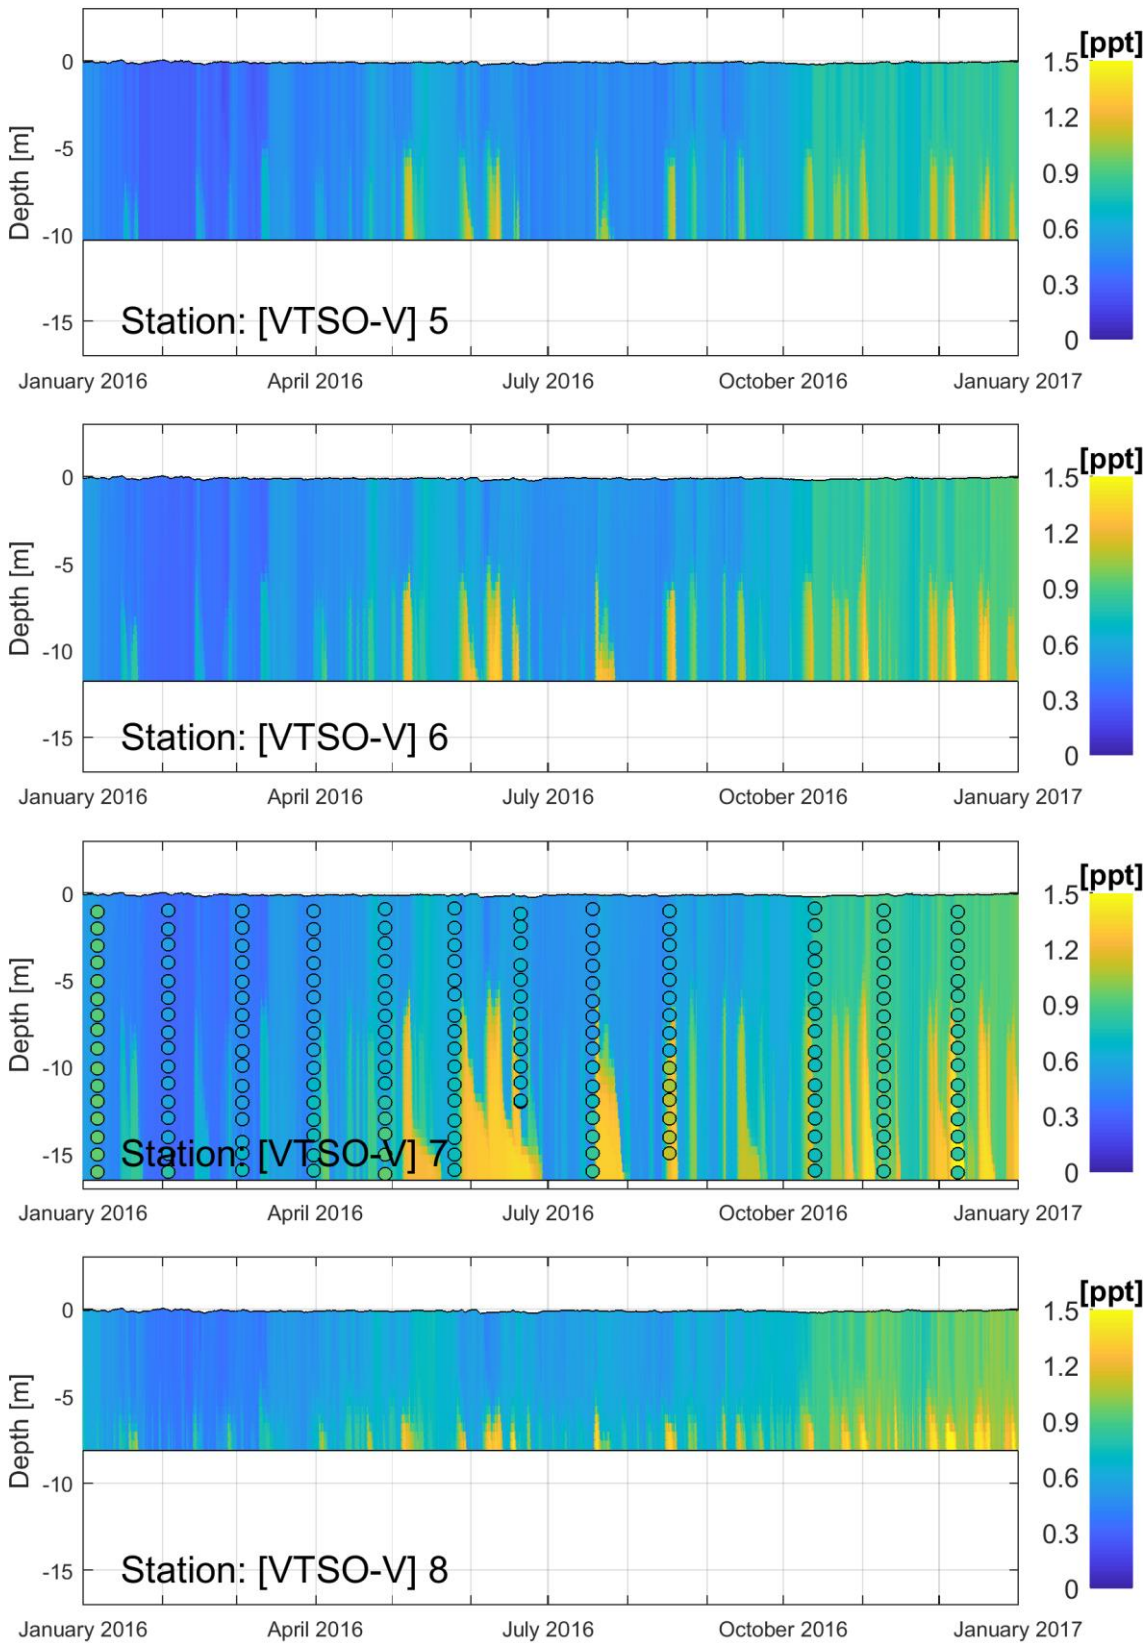 [ppt]
0
-5
-10
-15
Depth [m]
Station: [VTSO-V] 5
1.5
1.2
0.9
0.6
0.3
0
January 2016 April 2016 July 2016 October 2016 January 2017
[ppt]
0
-5
-10
-15
Depth [m]
Station: [VTSO-V] 6
1.5
1.2
0.9
0.6
0.3
0
January 2016 April 2016 July 2016 October 2016 January 2017
[ppt]
0
-5
-10
-15
Depth [m]
Station: [VTSO-V] 7
1.5
1.2
0.9
0.6
0.3
0
January 2016 April 2016 July 2016 October 2016 January 2017
[ppt]
0
-5
-10
-15
Depth [m]
Station: [VTSO-V] 8
1.5
1.2
0.9
0.6
0.3
0
January 2016 April 2016 July 2016 October 2016 January 2017